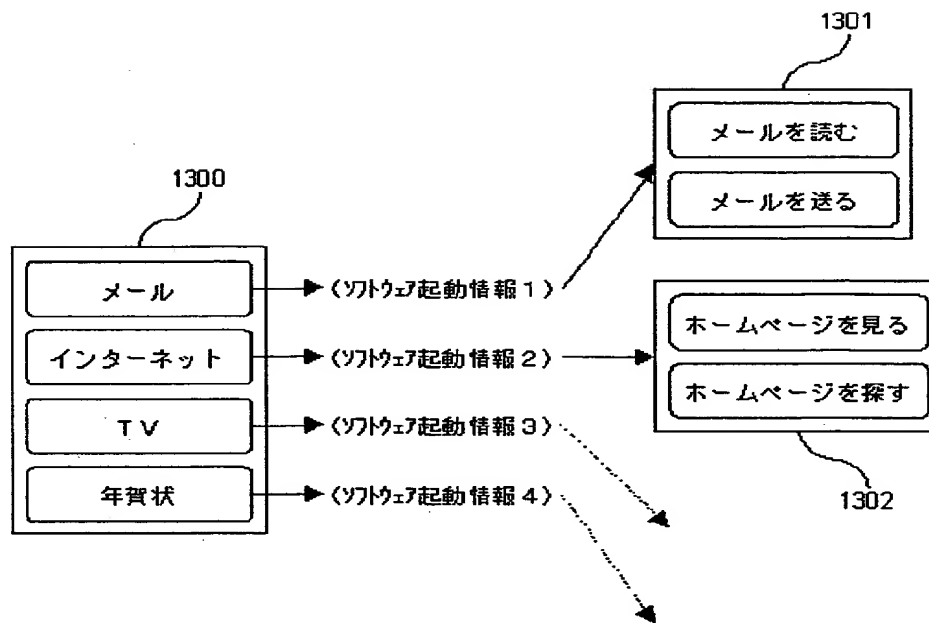 1301
メールを読む
メールを送る
1300
メール
インターネット
TV
年賀状
〈ソフトウェア起動情報1〉
〈ソフトウェア起動情報2〉
〈ソフトウェア起動情報3〉
〈ソフトウェア起動情報4〉
ホームページを見る
ホームページを探す
1302